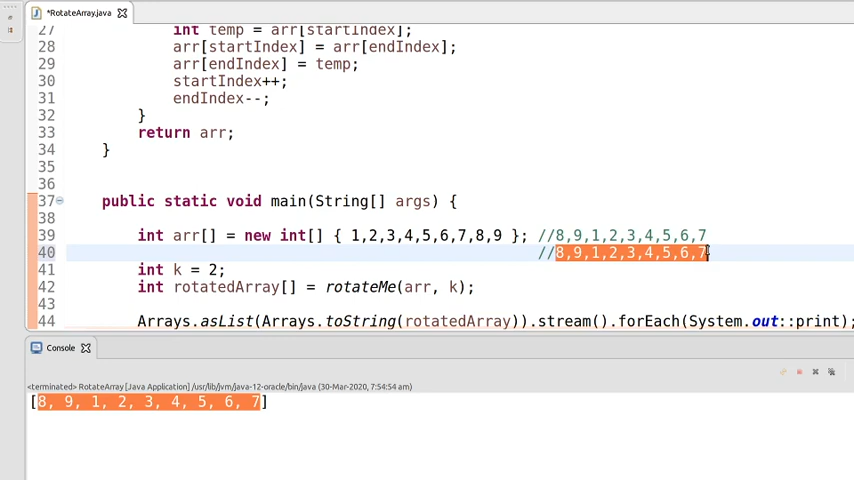 *RotateArray.java
27 int temp = arr[startIndex];
28 arr[startIndex] = arr[endIndex];
29 arr[endIndex] = temp;
30 startIndex++;
31 endIndex--;
32 }
33 return arr;
34 }
35
36
37 public static void main(String[] args) {
38
39 int arr[] = new int[] { 1,2,3,4,5,6,7,8,9 }; //8,9,1,2,3,4,5,6,7
40 //8,9,1,2,3,4,5,6,7
41 int k = 2;
42 int rotatedArray[] = rotateMe(arr, k);
43
44 Arrays.asList(Arrays.toString(rotatedArray)).stream().forEach(System.out::print);
Console
<terminated> RotateArray [Java Application] /usr/lib/jvm/java-12-oracle/bin/java (30-Mar-2020, 7:54:54 am)
[8, 9, 1, 2, 3, 4, 5, 6, 7]